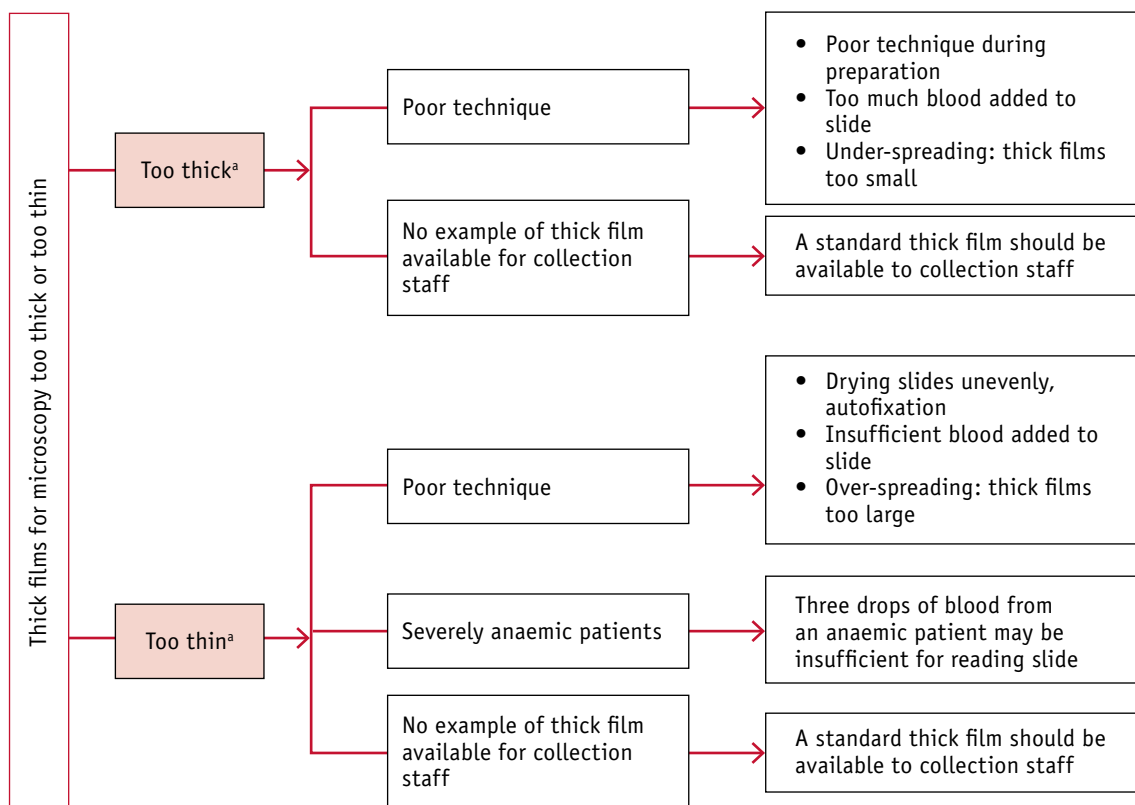 Thick films for microscopy too thick or too thin
Too thickᵃ
Poor technique
• Poor technique during
preparation
• Too much blood added to
slide
• Under-spreading: thick films
too small
No example of thick film
available for collection
staff
A standard thick film should be
available to collection staff
Too thinᵃ
Poor technique
• Drying slides unevenly,
autofixation
• Insufficient blood added to
slide
• Over-spreading: thick films
too large
Severely anaemic patients
Three drops of blood from
an anaemic patient may be
insufficient for reading slide
No example of thick film
available for collection
staff
A standard thick film should be
available to collection staff